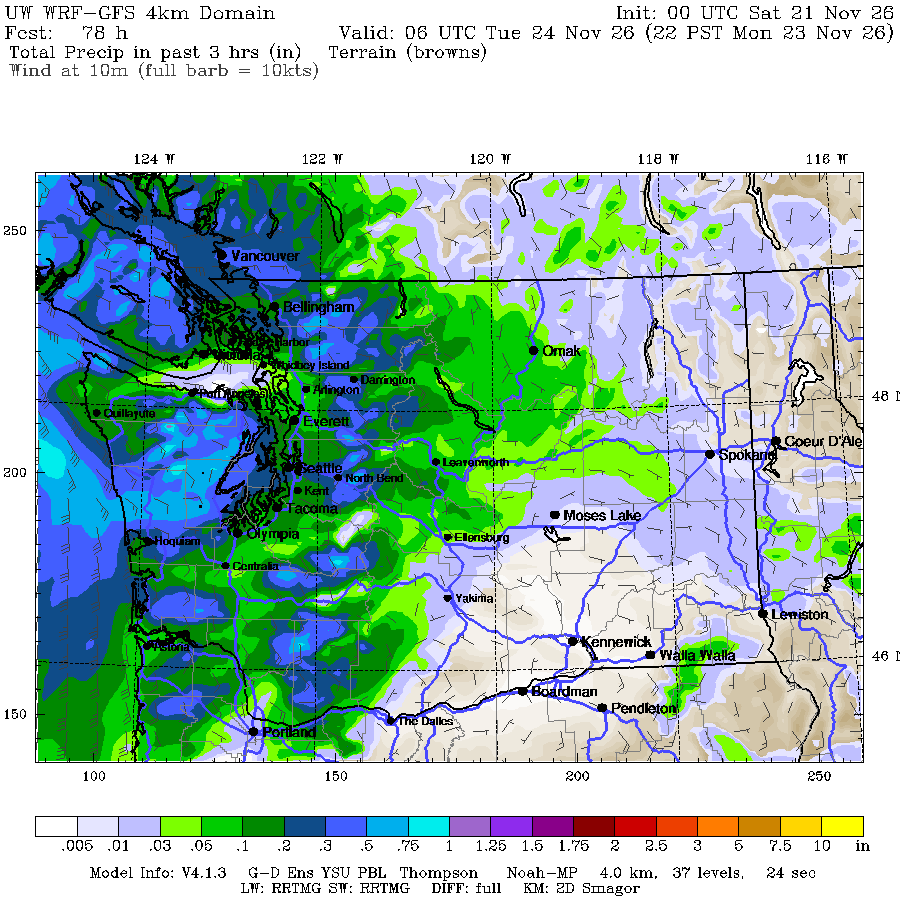 UW WRF-GFS 4km Domain Init: 00 UTC Sat 21 Nov 26
Fcst: 78 h Valid: 06 UTC Tue 24 Nov 26 (22 PST Mon 23 Nov 26)
Total Precip in past 3 hrs (in) Terrain (browns)
Wind at 10m (full barb = 10kts)
124 W 122 W 120 W 118 W 116 W
250
Vancouver
Bellingham
Harbor
Whidbey Island
Omak
Darrington
Arlington
Port Angeles
48 N
Quillayute
Everett
Coeur D'Ale
Spokane
Leavenworth
200
Seattle
North Bend
Kent
Tacoma
Moses Lake
Olympia
Ellensburg
Hoquiam
Centralia
Yakima
Lewiston
Kennewick
Astoria
Walla Walla
46 N
Boardman
Pendleton
150
The Dalles
Portland
100 150 200 250
.005 .01 .03 .05 .1 .2 .3 .5 .75 1 1.25 1.5 1.75 2 2.5 3 5 7.5 10 in
Model Info: V4.1.3 G-D Ens YSU PBL Thompson Noah-MP 4.0 km, 37 levels, 24 sec
LW: RRTMG SW: RRTMG DIFF: full KM: 2D Smagor